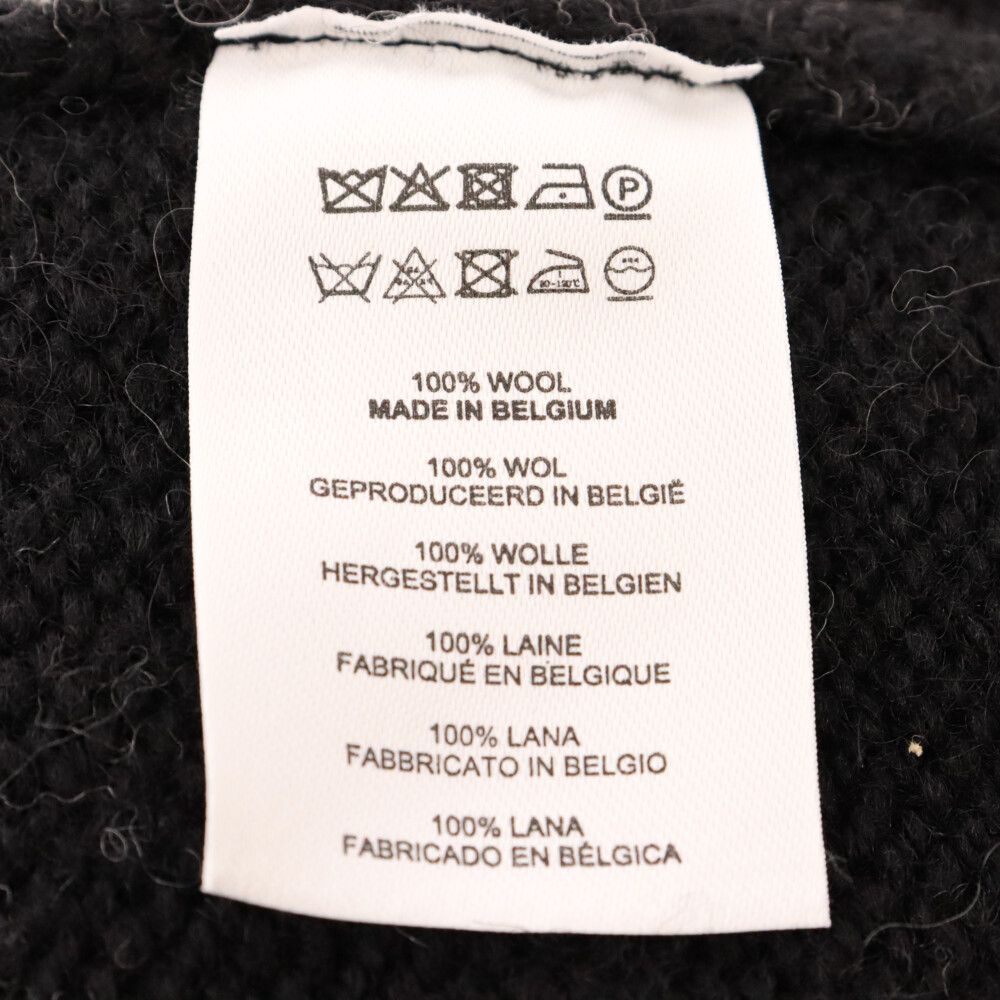 P
100% WOOL
MADE IN BELGIUM
100% WOL
GEPRODUCEERD IN BELGIË
100% WOLLE
HERGESTELLT IN BELGIEN
100% LAINE
FABRIQUÉ EN BELGIQUE
100% LANA
FABBRICATO IN BELGIO
100% LANA
FABRICADO EN BÉLGICA